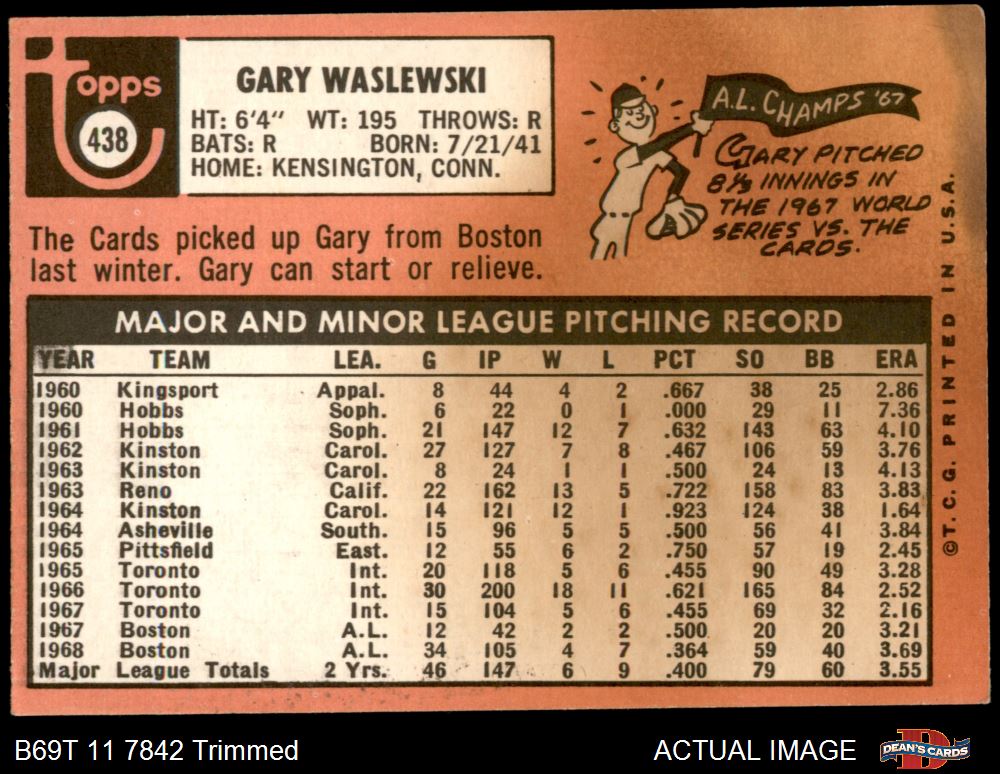 topps
438
GARY WASLEWSKI
HT: 6'4" WT: 195 THROWS: R
BATS: R BORN: 7/21/41
HOME: KENSINGTON, CONN.
The Cards picked up Gary from Boston
last winter. Gary can start or relieve.
A.L. CHAMPS '67
GARY PITCHED
8⅓ INNINGS IN
THE 1967 WORLD
SERIES VS. THE
CARDS.
©T.C.G. PRINTED IN U.S.A.
MAJOR AND MINOR LEAGUE PITCHING RECORD
YEAR TEAM LEA. G IP W L PCT SO BB ERA
1960 Kingsport Appal. 8 44 4 2 .667 38 25 2.86
1960 Hobbs Soph. 6 22 0 1 .000 29 11 7.36
1961 Hobbs Soph. 21 147 12 7 .632 143 63 4.10
1962 Kinston Carol. 27 127 7 8 .467 106 59 3.76
1963 Kinston Carol. 8 24 1 1 .500 24 13 4.13
1963 Reno Calif. 22 162 13 5 .722 158 83 3.83
1964 Kinston Carol. 14 121 12 1 .923 124 38 1.64
1964 Asheville South. 15 96 5 5 .500 56 41 3.84
1965 Pittsfield East. 12 55 6 2 .750 57 19 2.45
1965 Toronto Int. 20 118 5 6 .455 90 49 3.28
1966 Toronto Int. 30 200 18 11 .621 165 84 2.52
1967 Toronto Int. 15 104 5 6 .455 69 32 2.16
1967 Boston A.L. 12 42 2 2 .500 20 20 3.21
1968 Boston A.L. 34 105 4 7 .364 59 40 3.69
Major League Totals 2 Yrs. 46 147 6 9 .400 79 60 3.55
B69T 11 7842 Trimmed
ACTUAL IMAGE
DEAN'S CARDS